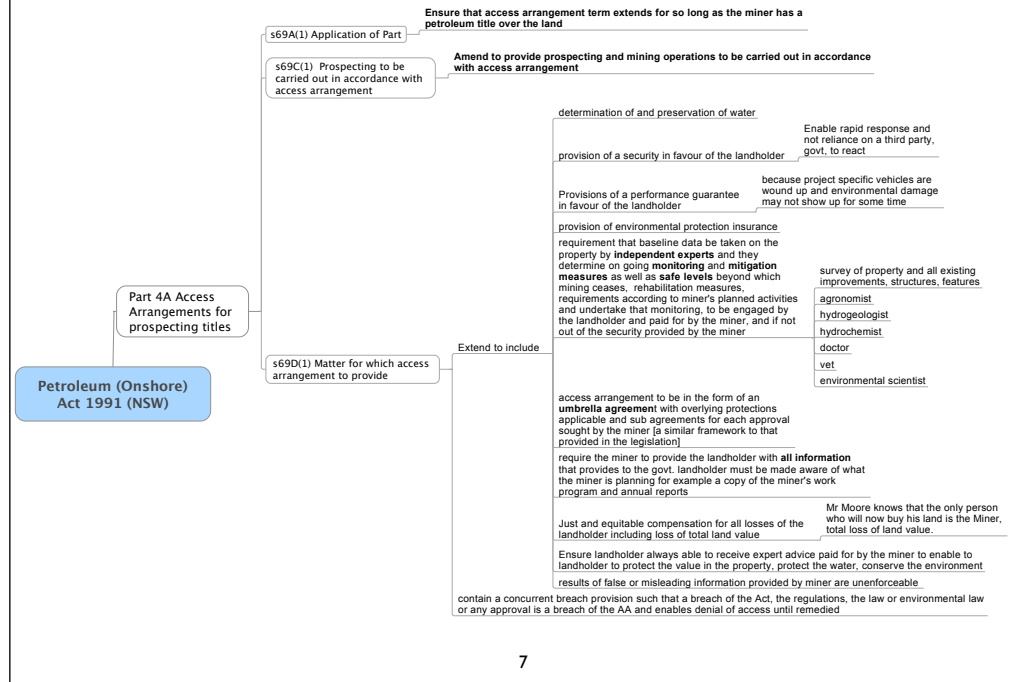 Ensure that access arrangement term extends for so long as the miner has a
petroleum title over the land
s69A(1) Application of Part
s69C(1) Prospecting to be
carried out in accordance with
access arrangement
Amend to provide prospecting and mining operations to be carried out in accordance
with access arrangement
determination of and preservation of water
provision of a security in favour of the landholder
Enable rapid response and
not reliance on a third party,
govt, to react
Provisions of a performance guarantee
in favour of the landholder
because project specific vehicles are
wound up and environmental damage
may not show up for some time
provision of environmental protection insurance
requirement that baseline data be taken on the
property by independent experts and they
determine on going monitoring and mitigation
measures as well as safe levels beyond which
mining ceases, rehabilitation measures,
requirements according to miner's planned activities
and undertake that monitoring, to be engaged by
the landholder and paid for by the miner, and if not
out of the security provided by the miner
survey of property and all existing
improvements, structures, features
agronomist
hydrogeologist
hydrochemist
doctor
vet
environmental scientist
Part 4A Access
Arrangements for
prospecting titles
Petroleum (Onshore)
Act 1991 (NSW)
s69D(1) Matter for which access
arrangement to provide
Extend to include
access arrangement to be in the form of an
umbrella agreement with overlying protections
applicable and sub agreements for each approval
sought by the miner [a similar framework to that
provided in the legislation]
require the miner to provide the landholder with all information
that provides to the govt. landholder must be made aware of what
the miner is planning for example a copy of the miner's work
program and annual reports
Just and equitable compensation for all losses of the
landholder including loss of total land value
Mr Moore knows that the only person
who will now buy his land is the Miner,
total loss of land value.
Ensure landholder always able to receive expert advice paid for by the miner to enable to
landholder to protect the value in the property, protect the water, conserve the environment
results of false or misleading information provided by miner are unenforceable
contain a concurrent breach provision such that a breach of the Act, the regulations, the law or environmental law
or any approval is a breach of the AA and enables denial of access until remedied
7